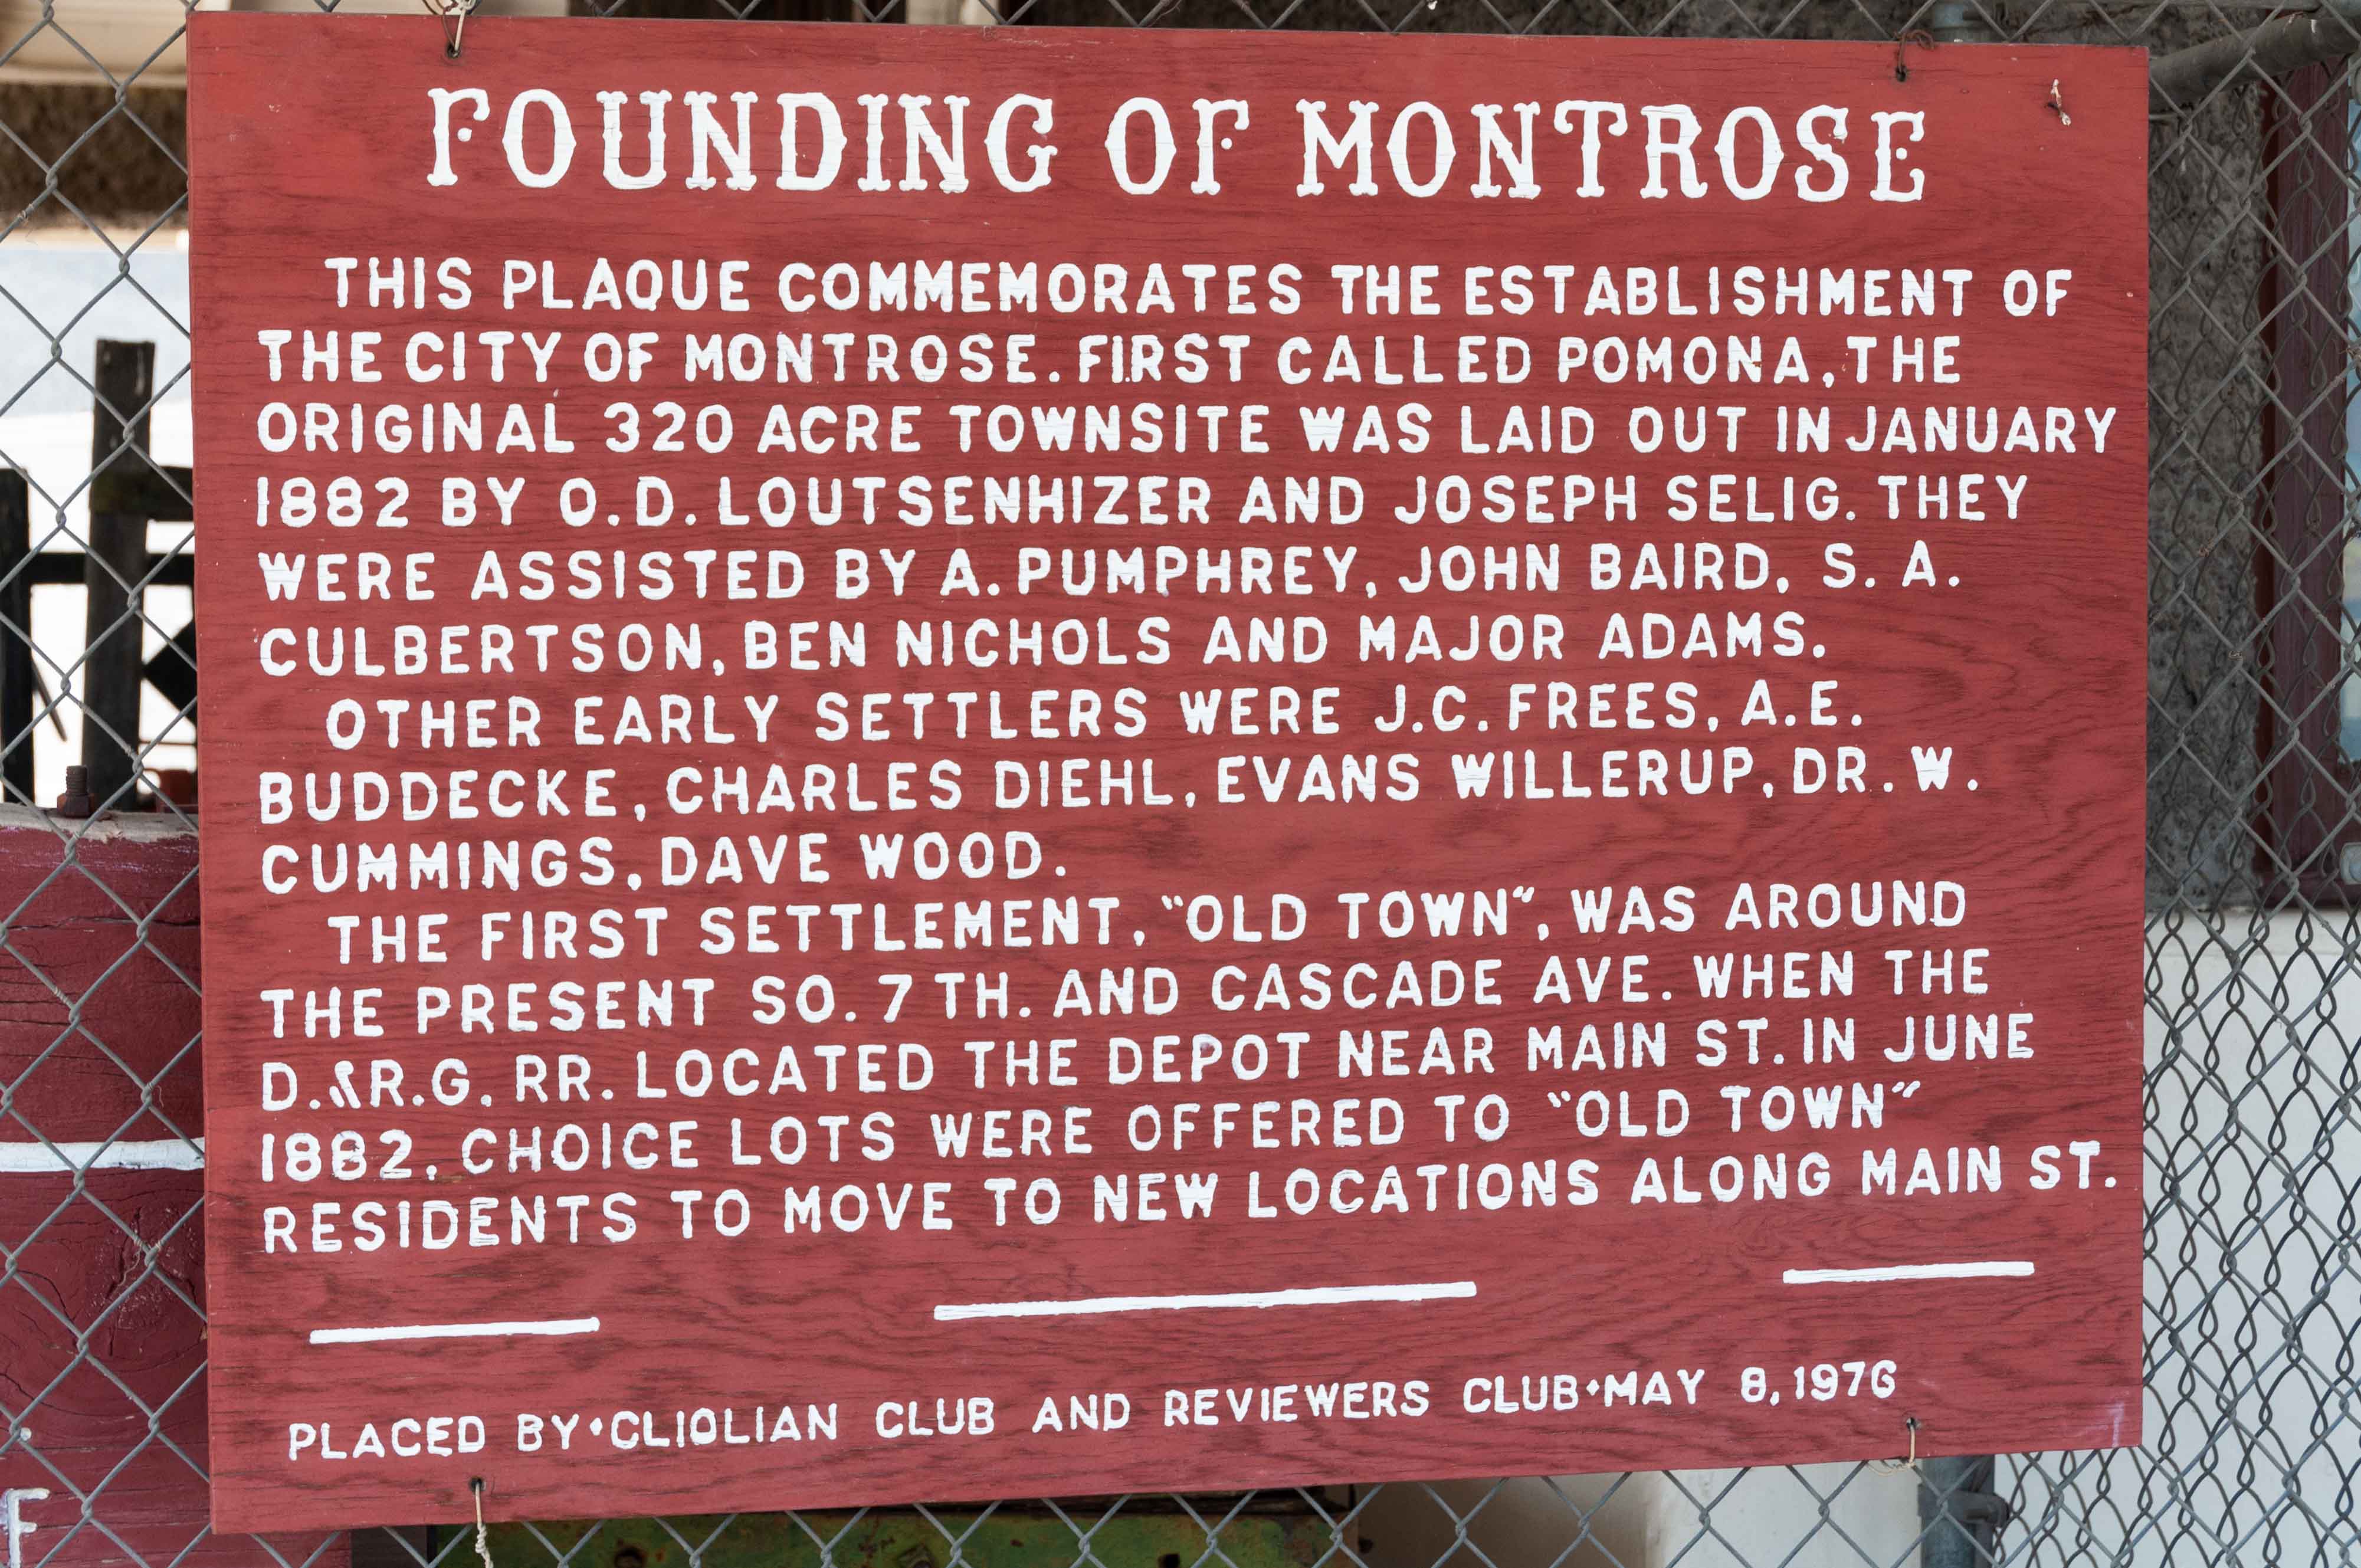 FOUNDING OF MONTROSE
THIS PLAQUE COMMEMORATES THE ESTABLISHMENT OF
THE CITY OF MONTROSE. FIRST CALLED POMONA, THE
ORIGINAL 320 ACRE TOWNSITE WAS LAID OUT IN JANUARY
1882 BY O.D. LOUTSENHIZER AND JOSEPH SELIG. THEY
WERE ASSISTED BY A. PUMPHREY, JOHN BAIRD, S. A.
CULBERTSON, BEN NICHOLS AND MAJOR ADAMS.
OTHER EARLY SETTLERS WERE J.C. FREES, A.E.
BUDDECKE, CHARLES DIEHL, EVANS WILLERUP, DR. W.
CUMMINGS, DAVE WOOD.
THE FIRST SETTLEMENT, "OLD TOWN", WAS AROUND
THE PRESENT SO. 7 TH. AND CASCADE AVE. WHEN THE
D.&R.G. RR. LOCATED THE DEPOT NEAR MAIN ST. IN JUNE
1882, CHOICE LOTS WERE OFFERED TO "OLD TOWN"
RESIDENTS TO MOVE TO NEW LOCATIONS ALONG MAIN ST.
PLACED BY•CLIOLIAN CLUB AND REVIEWERS CLUB•MAY 8, 1976